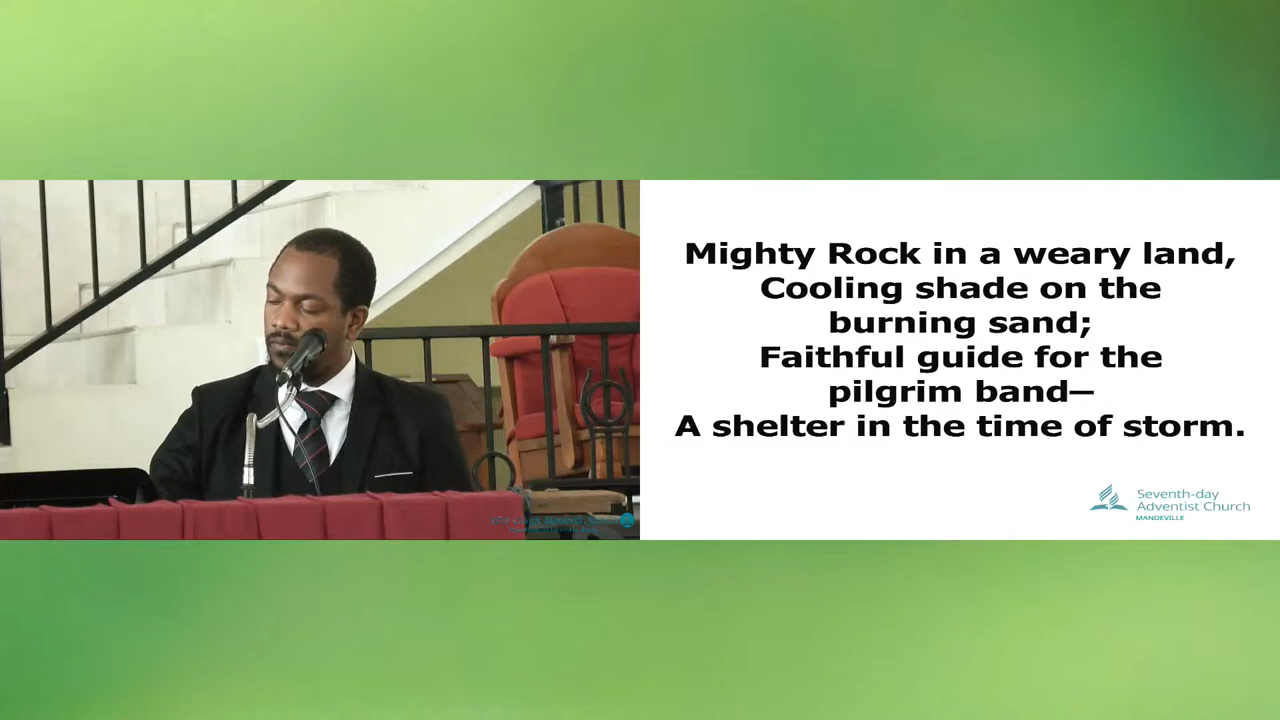 Mighty Rock in a weary land,
Cooling shade on the
burning sand;
Faithful guide for the
pilgrim band—
A shelter in the time of storm.
Seventh-day
Adventist Church
MANDEVILLE